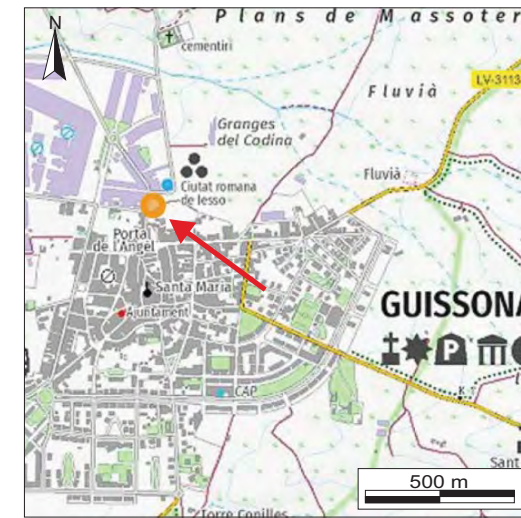 Plans de Massoter
N
cementiri
LV-3113
Fluvià
Granges
del Codina
Fluvià
Ciutat romana
de Iesso
Portal
de l'Àngel
Santa Maria
GUISSONA
Ajuntament
P
CAP
K-1
Sant
500 m
Torre Conilles